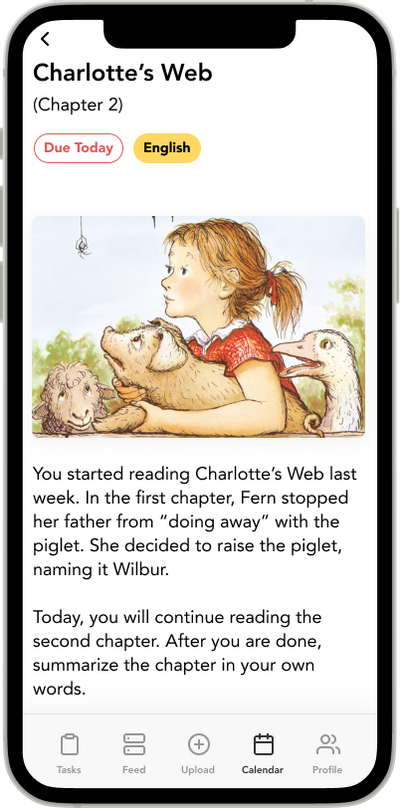 Charlotte’s Web
(Chapter 2)
Due Today English
You started reading Charlotte’s Web last
week. In the first chapter, Fern stopped
her father from “doing away” with the
piglet. She decided to raise the piglet,
naming it Wilbur.
Today, you will continue reading the
second chapter. After you are done,
summarize the chapter in your own
words.
Tasks Feed Upload Calendar Profile